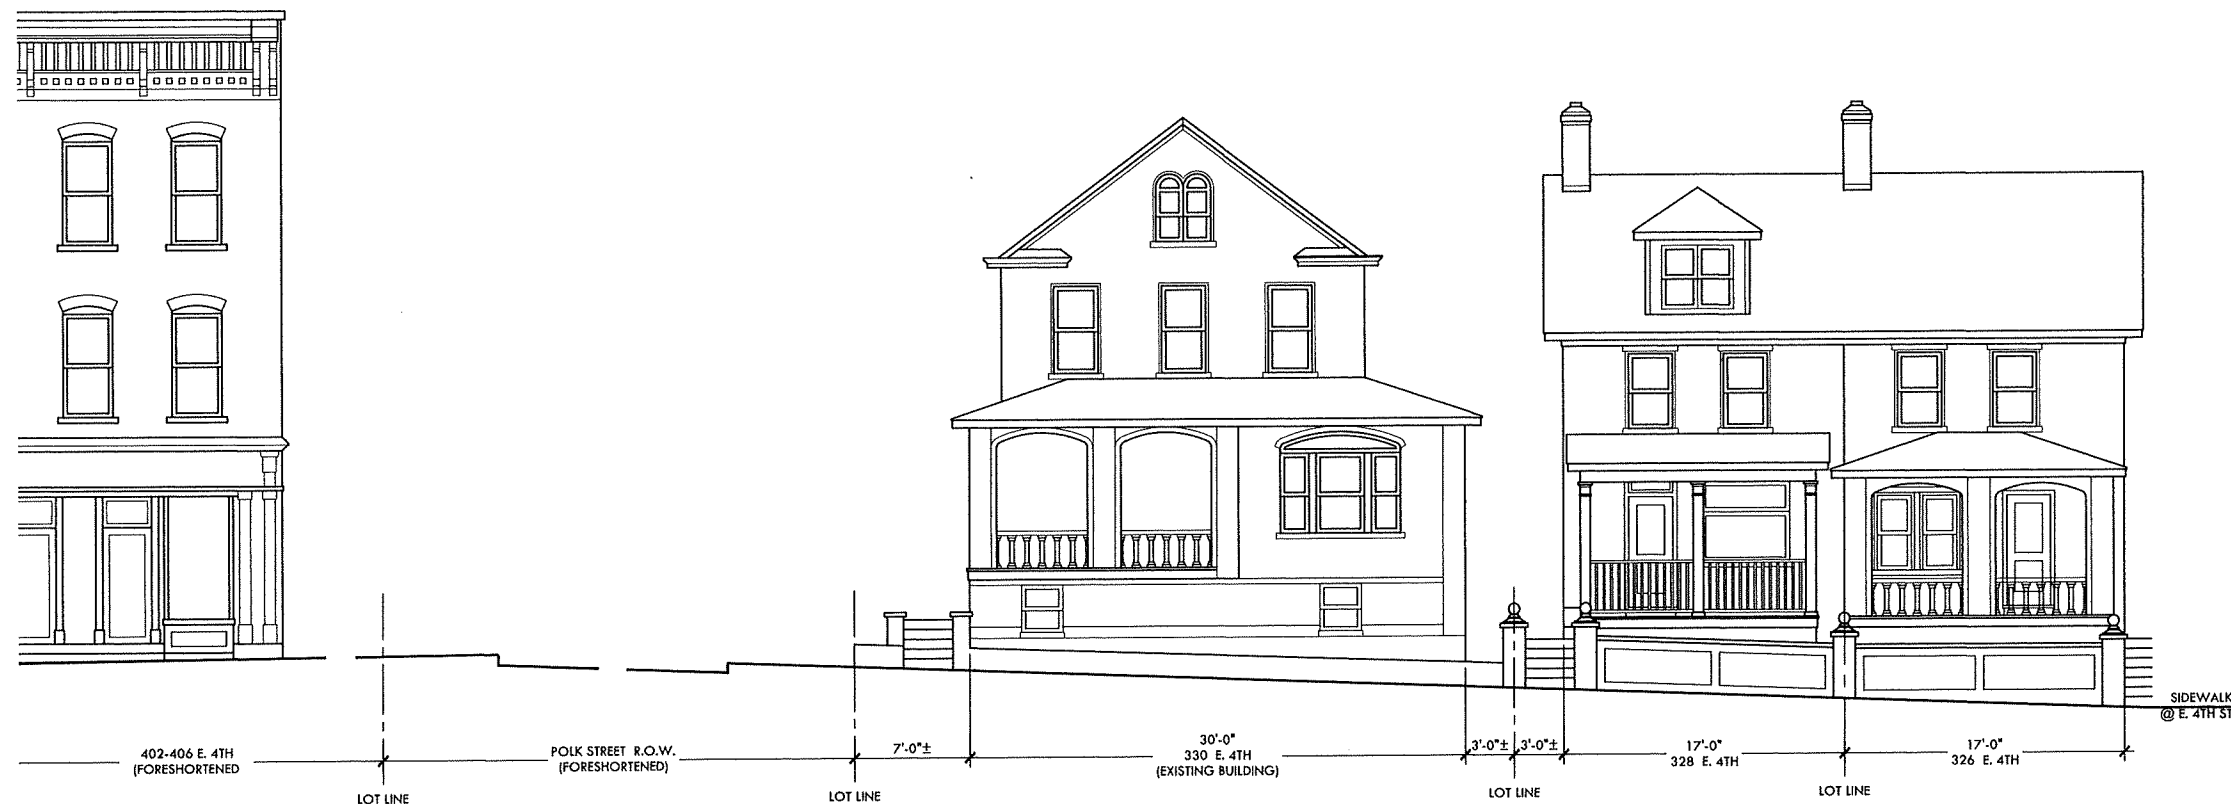 SIDEWALK
@ E. 4TH ST
402-406 E. 4TH
(FORESHORTENED
POLK STREET R.O.W.
(FORESHORTENED)
7'-0"±
30'-0"
330 E. 4TH
(EXISTING BUILDING)
3'-0"±
3'-0"±
17'-0"
328 E. 4TH
17'-0"
326 E. 4TH
LOT LINE
LOT LINE
LOT LINE
LOT LINE